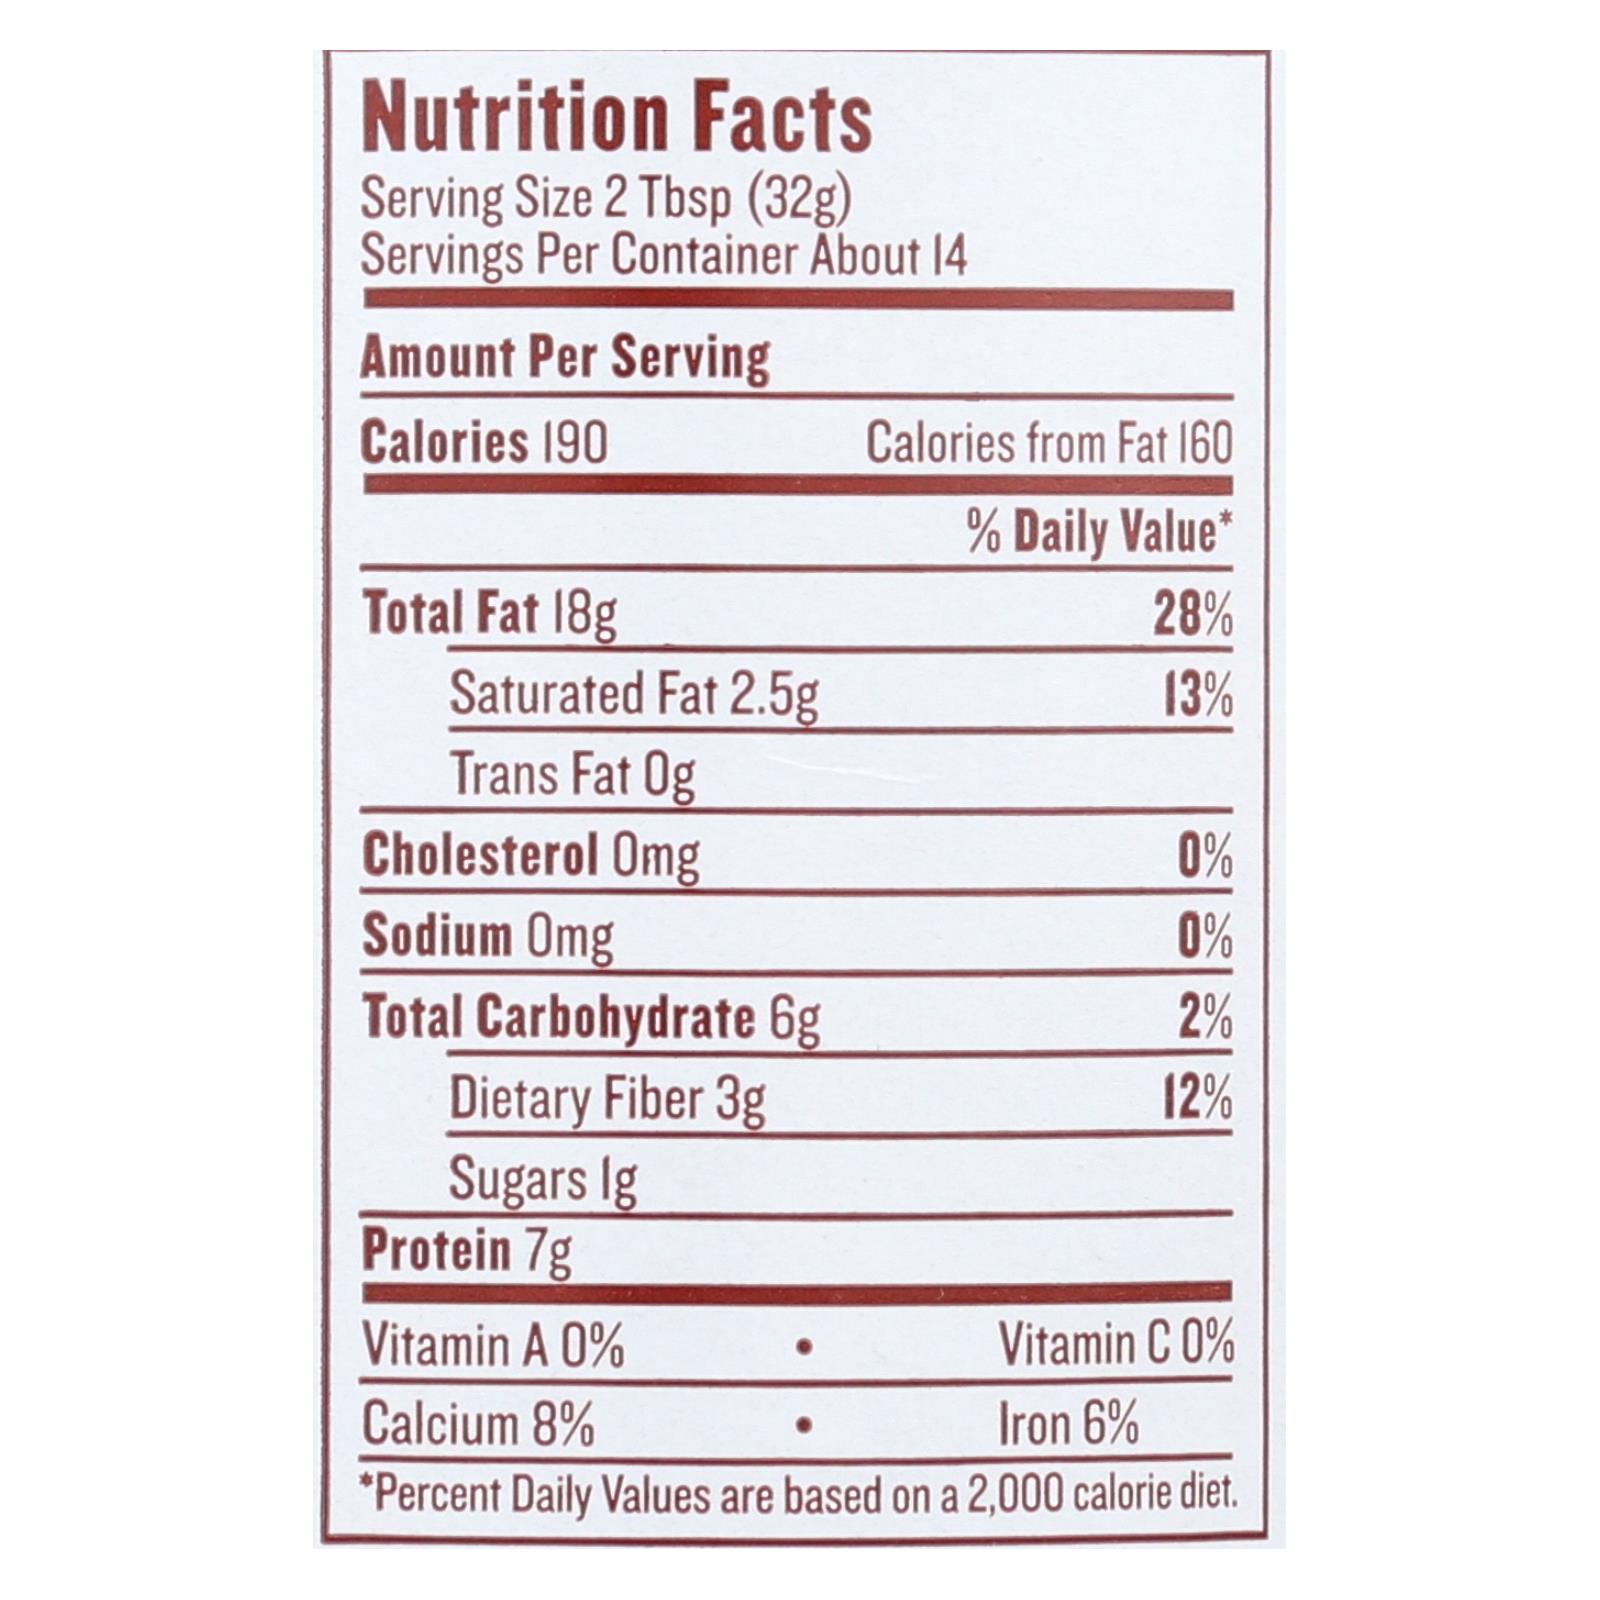 Nutrition Facts
Serving Size 2 Tbsp (32g)
Servings Per Container About 14
Amount Per Serving
Calories 190 Calories from Fat 160
% Daily Value*
Total Fat 18g 28%
Saturated Fat 2.5g 13%
Trans Fat 0g
Cholesterol 0mg 0%
Sodium 0mg 0%
Total Carbohydrate 6g 2%
Dietary Fiber 3g 12%
Sugars 1g
Protein 7g
Vitamin A 0% • Vitamin C 0%
Calcium 8% • Iron 6%
*Percent Daily Values are based on a 2,000 calorie diet.